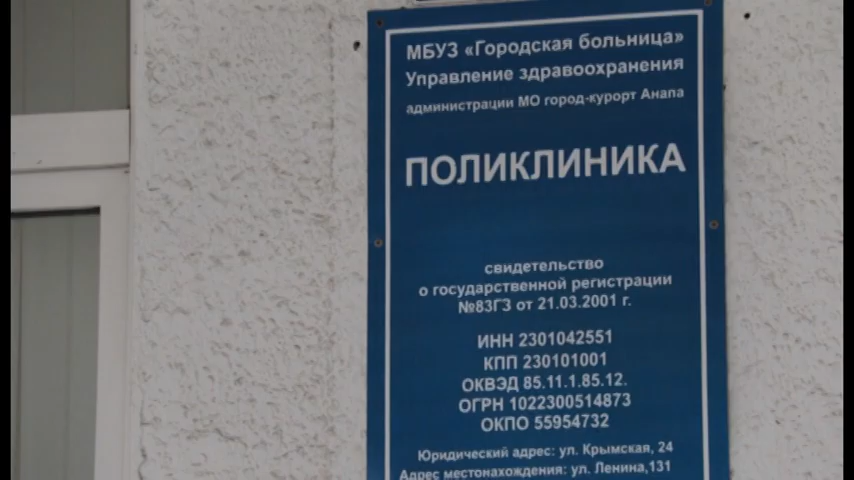 МБУЗ «Городская больница»
Управление здравоохранения
администрации МО город-курорт Анапа
ПОЛИКЛИНИКА
свидетельство
о государственной регистрации
№83ГЗ от 21.03.2001 г.
ИНН 2301042551
КПП 230101001
ОКВЭД 85.11.1.85.12.
ОГРН 1022300514873
ОКПО 55954732
Юридический адрес: ул. Крымская, 24
Адрес местонахождения: ул. Ленина,131